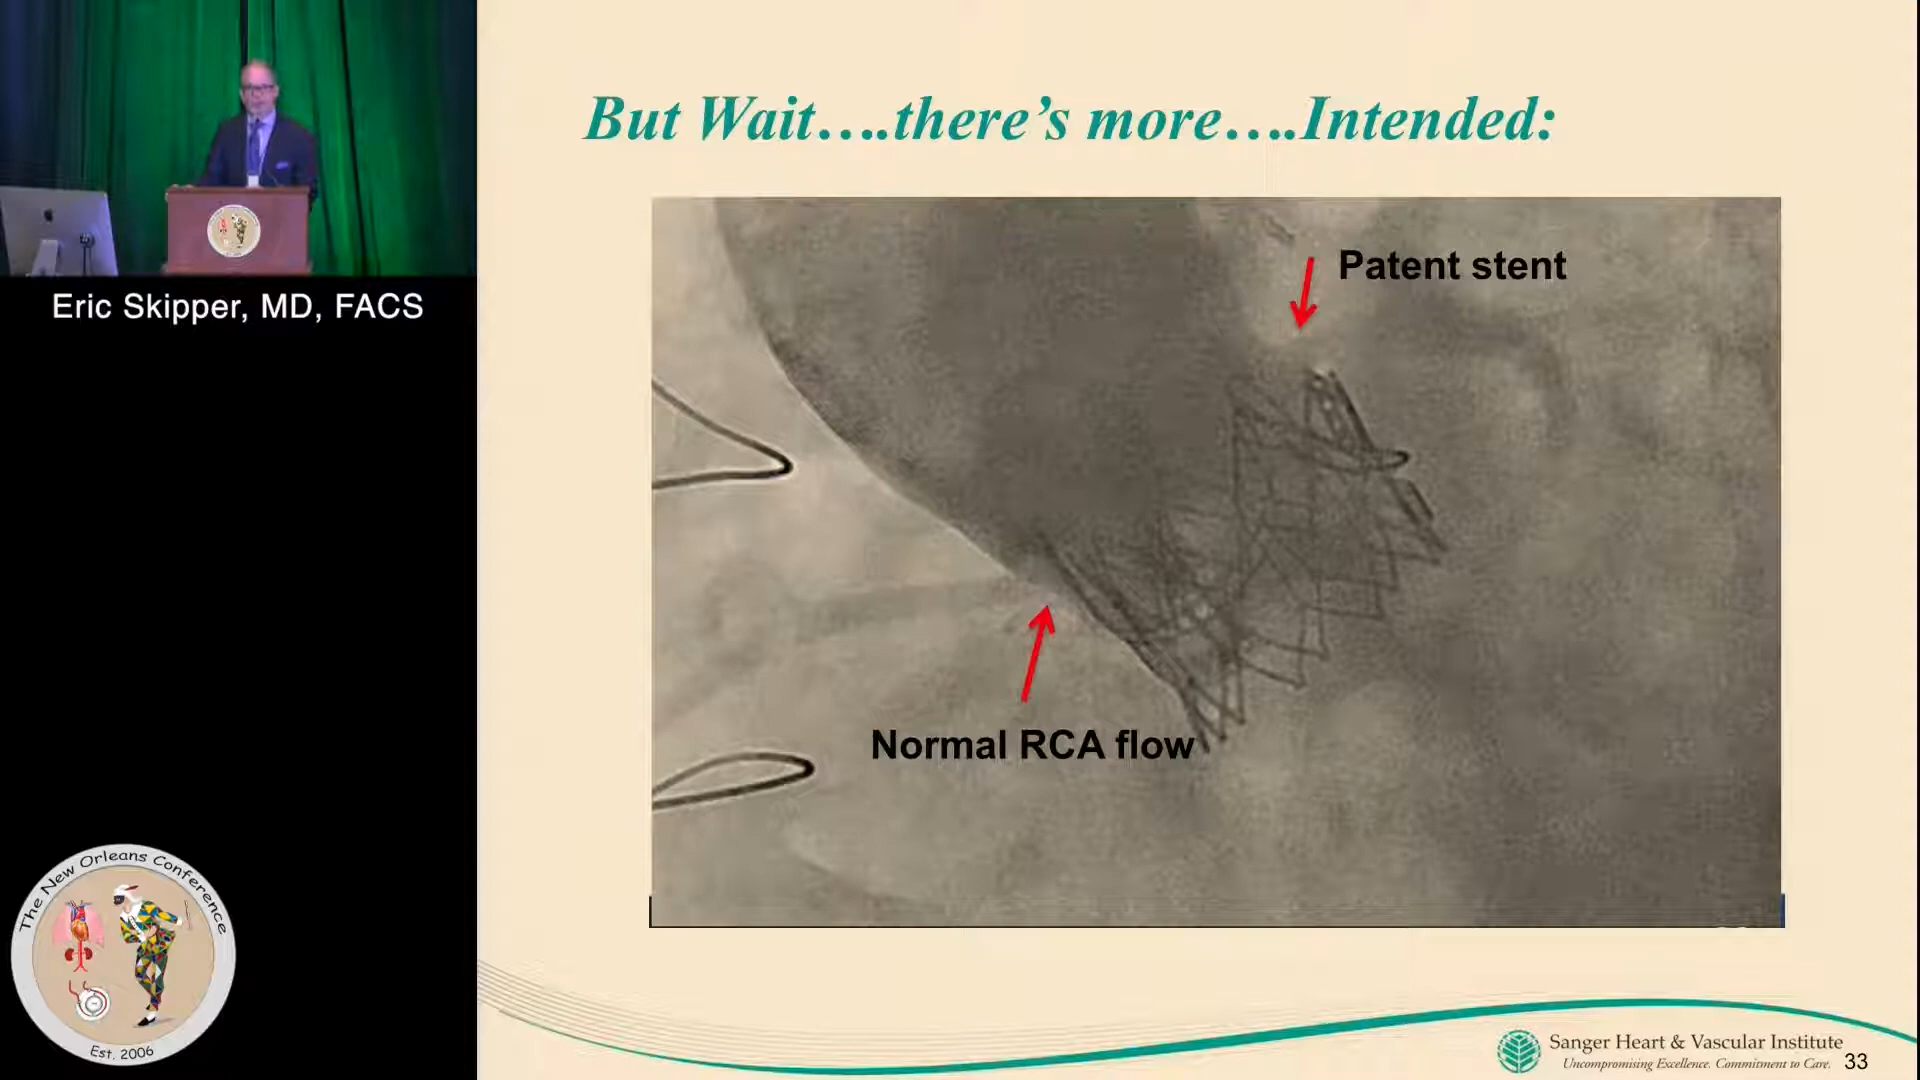 But Wait….there's more….Intended:
Patent stent
Normal RCA flow
Eric Skipper, MD, FACS
The New Orleans Conference
Est. 2006
Sanger Heart & Vascular Institute
Uncompromising Excellence. Commitment to Care.
33